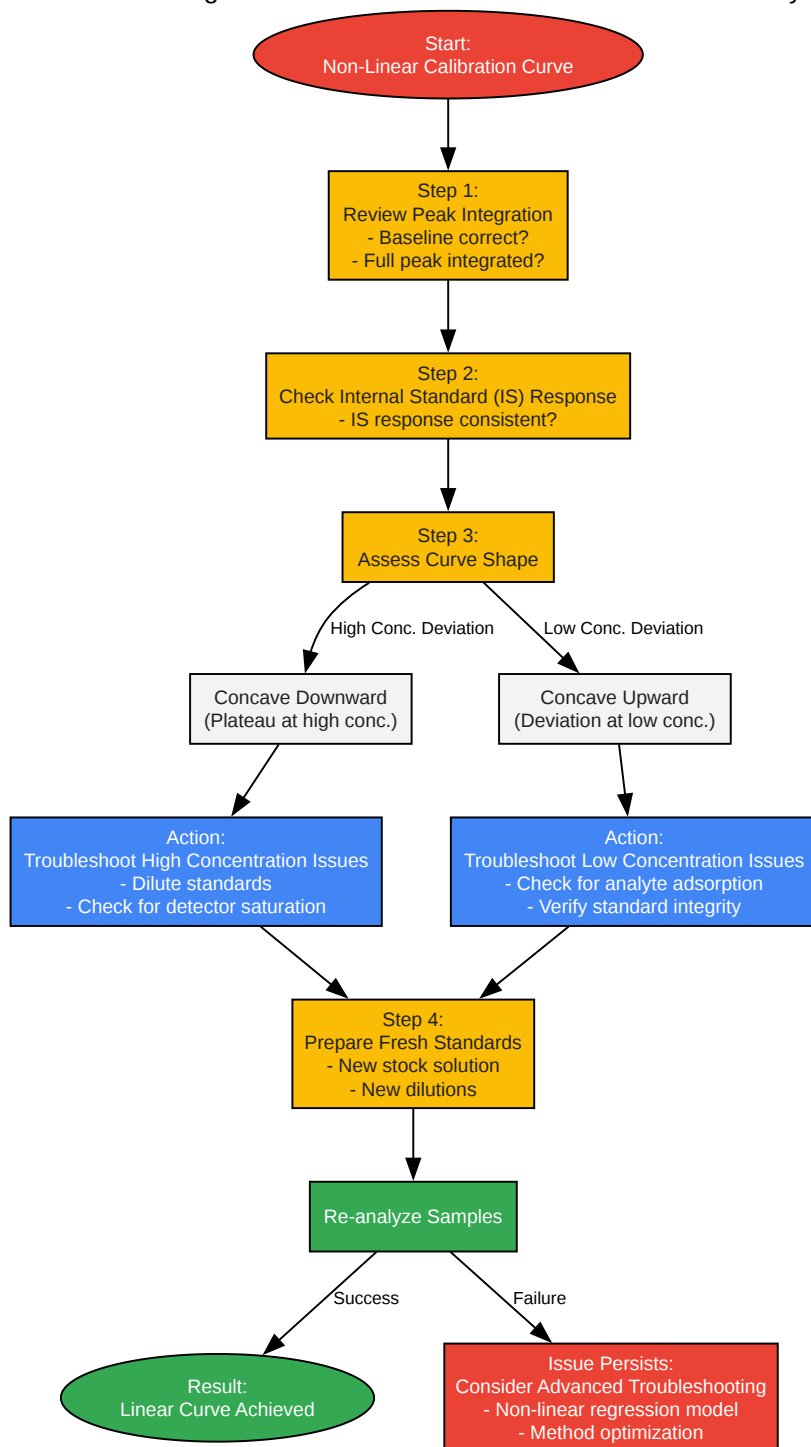 Start:
Non-Linear Calibration Curve
Step 1:
Review Peak Integration
- Baseline correct?
- Full peak integrated?
Step 2:
Check Internal Standard (IS) Response
- IS response consistent?
Step 3:
Assess Curve Shape
High Conc. Deviation
Low Conc. Deviation
Concave Downward
(Plateau at high conc.)
Concave Upward
(Deviation at low conc.)
Action:
Troubleshoot High Concentration Issues
- Dilute standards
- Check for detector saturation
Action:
Troubleshoot Low Concentration Issues
- Check for analyte adsorption
- Verify standard integrity
Step 4:
Prepare Fresh Standards
- New stock solution
- New dilutions
Re-analyze Samples
Success
Failure
Result:
Linear Curve Achieved
Issue Persists:
Consider Advanced Troubleshooting
- Non-linear regression model
- Method optimization